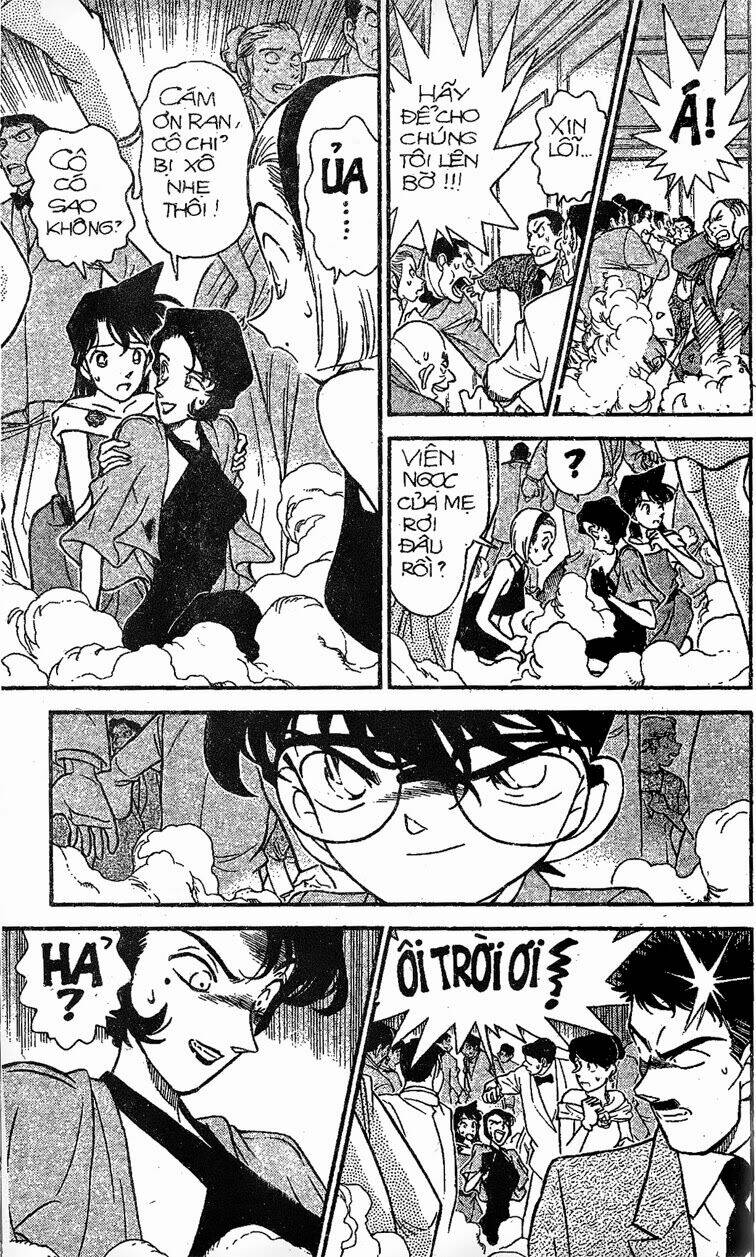 Á!
XIN
LỖI...
HÃY
ĐỂ CHO
CHÚNG
TÔI LÊN
BỜ !!!
ỦA
......
CÁM
ƠN RAN,
CÔ CHỈ
BỊ XÔ
NHẸ
THÔI !
CÔ
CÓ
SAO
KHÔNG?
?
VIÊN
NGỌC
CỦA MẸ
RƠI
ĐÂU
RỒI ?
ÔI TRỜI ƠI
HẢ
?